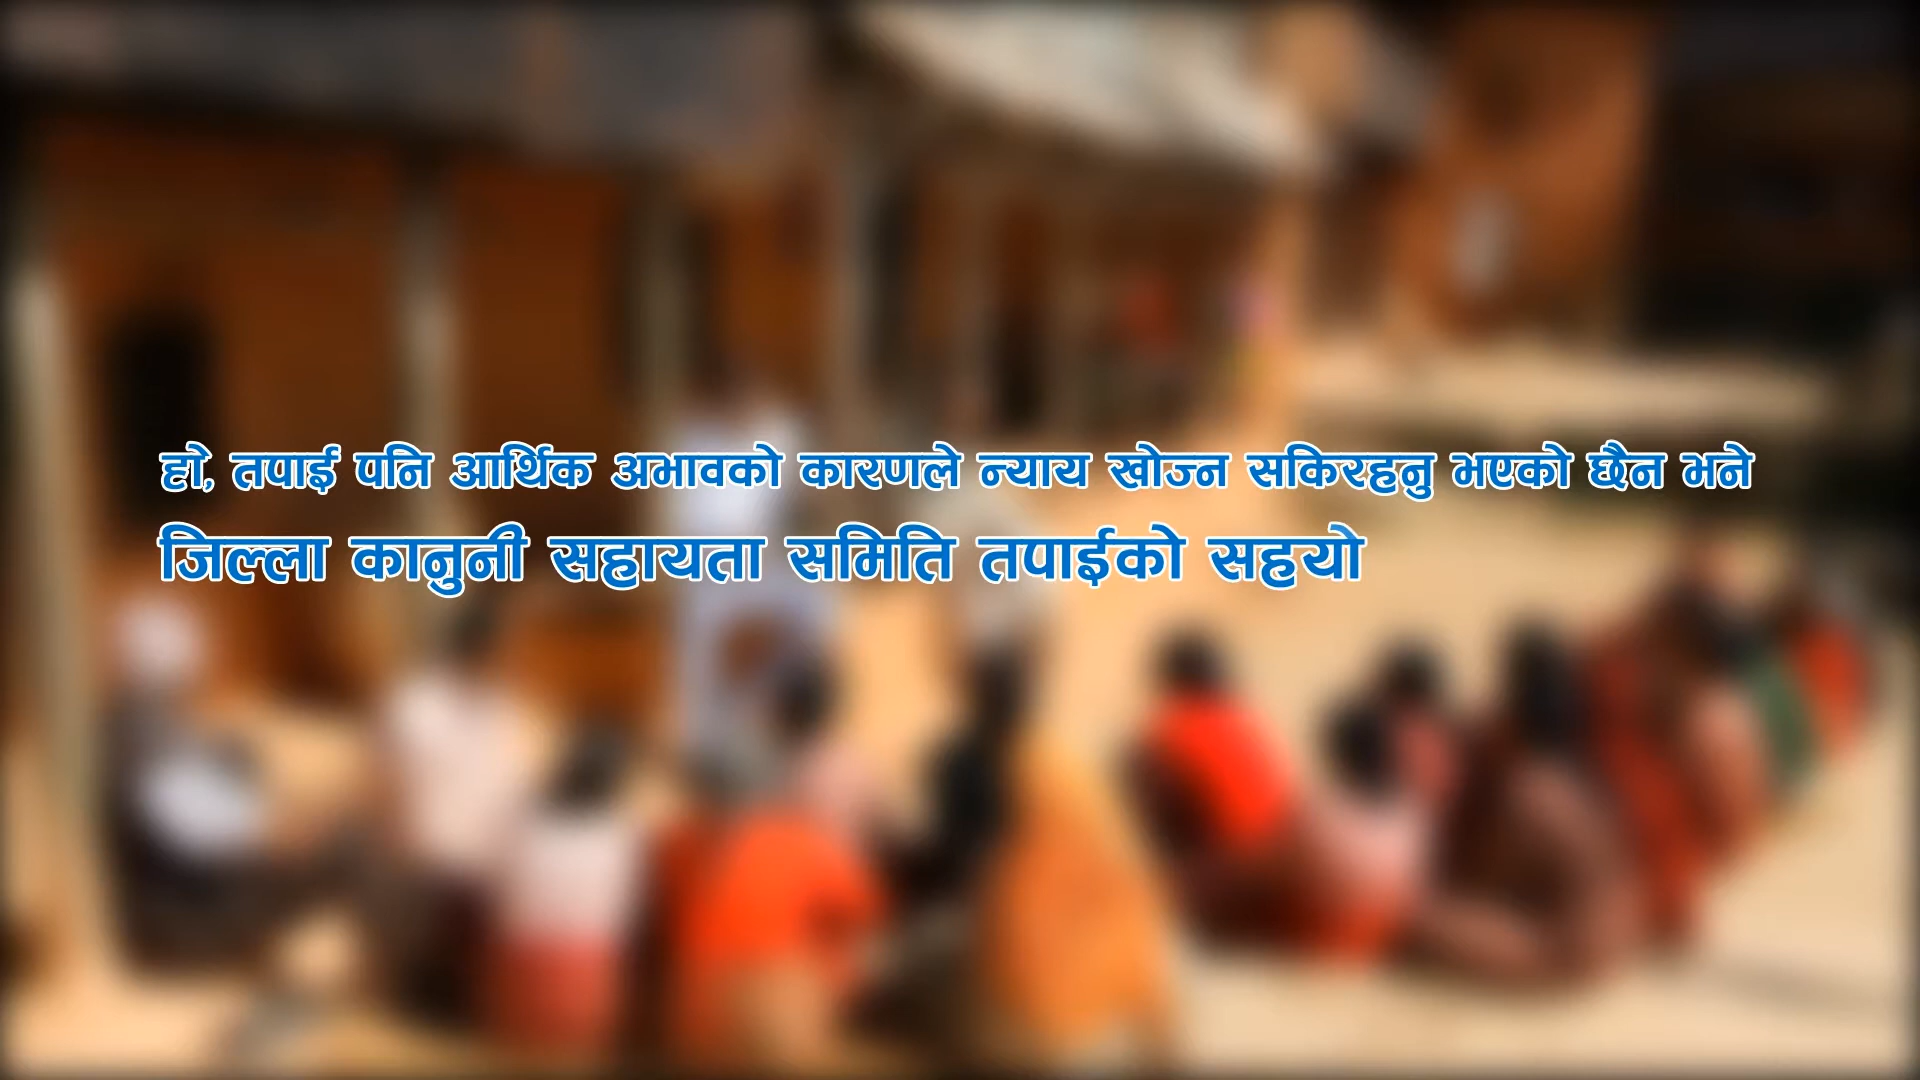 हो, तपाई पनि आर्थिक अभावको कारणले न्याय खोज्न सकिरहनु भएको छैन भने
जिल्ला कानुनी सहायता समिति तपाईको सहयो